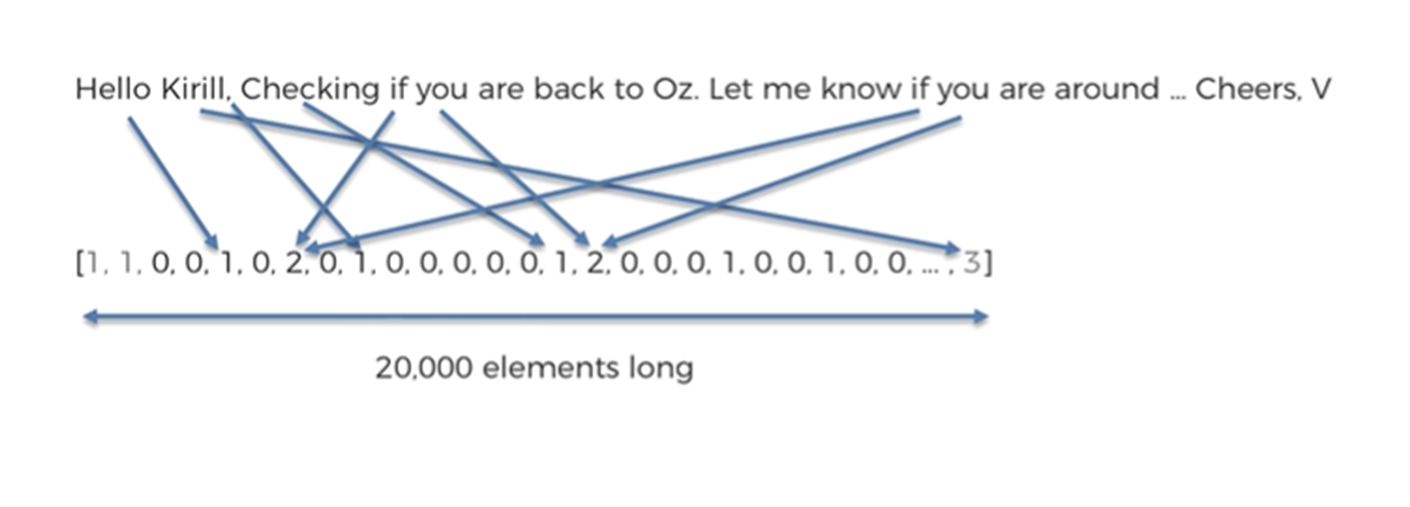 Hello Kirill, Checking if you are back to Oz. Let me know if you are around ... Cheers, V
[1, 1, 0, 0, 1, 0, 2, 0, 1, 0, 0, 0, 0, 0, 1, 2, 0, 0, 0, 1, 0, 0, 1, 0, 0, ... , 3]
20,000 elements long